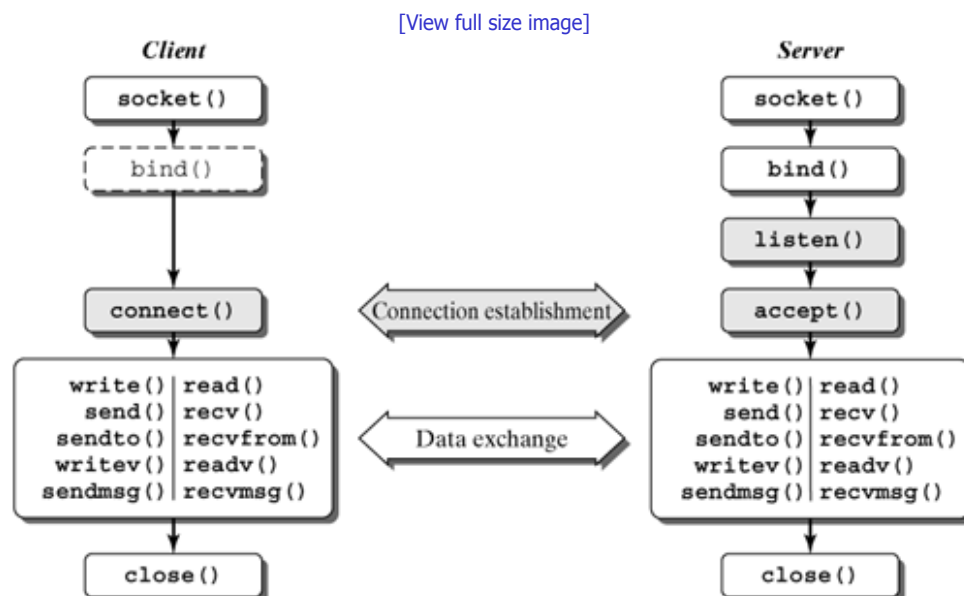 [View full size image]
Client
Server
socket()
socket()
bind()
bind()
listen()
connect()
Connection establishment
accept()
write() read()
send() recv()
sendto() recvfrom()
writev() readv()
sendmsg() recvmsg()
Data exchange
write() read()
send() recv()
sendto() recvfrom()
writev() readv()
sendmsg() recvmsg()
close()
close()